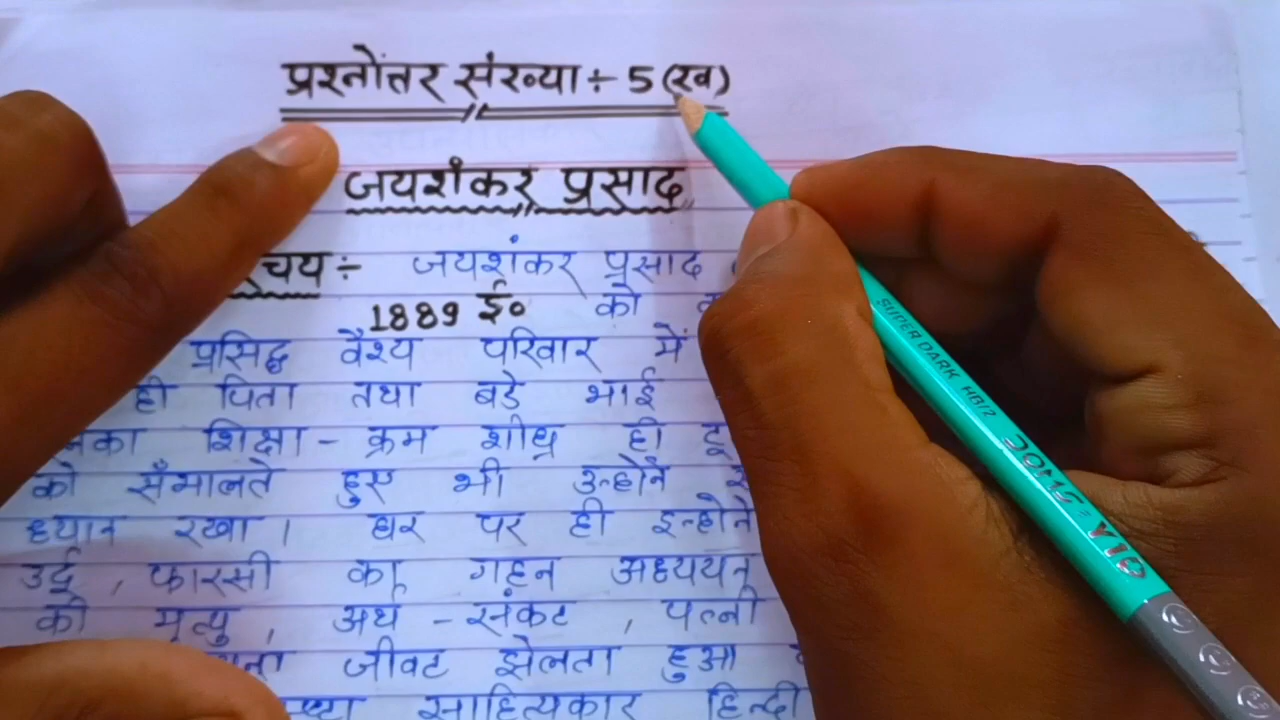 प्रश्नोत्तर संख्या ÷ 5 (ख)
जयशंकर प्रसाद
जयशंकर प्रसाद
1889 ई० को
प्रसिद्ध वैश्य परिवार में
ही पिता तथा बड़े भाई
शिक्षा - क्रम शीघ्र ही
को सँभालते हुए भी उन्होंने
ध्यान रखा । घर पर ही इन्होंने
उर्दू , फारसी का गहन अध्ययन
की मृत्यु , अर्थ - संकट , पत्नी
जीवट झेलता हुआ
साहित्यकार हिन्दी
SUPER DARK HB/2 DOMS